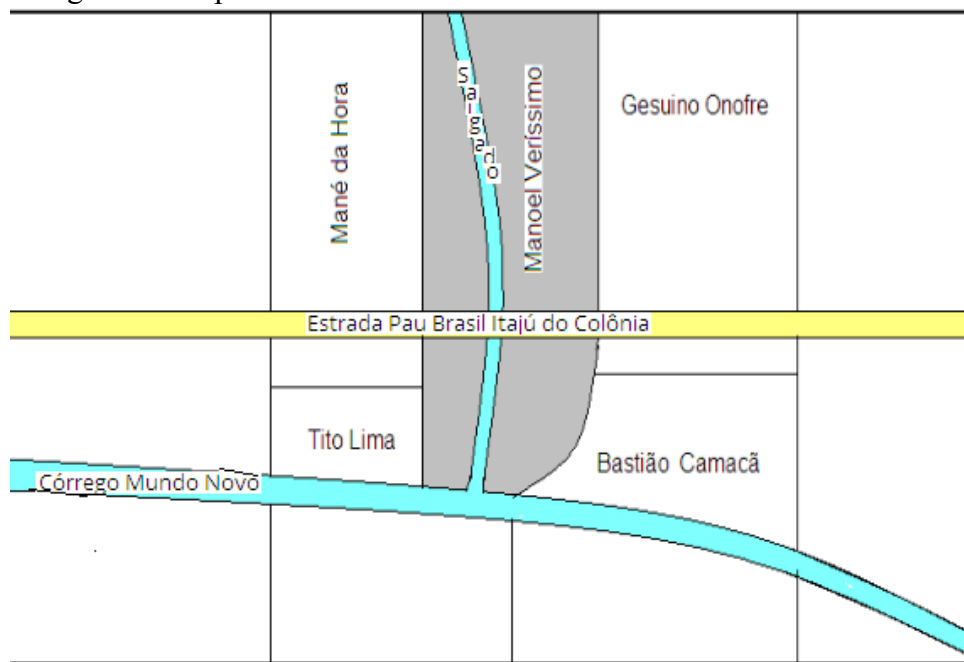 Mané da Hora
Salgado
Manoel Veríssimo
Gesuino Onofre
Estrada Pau Brasil Itajú do Colônia
Tito Lima
Bastião Camacã
Córrego Mundo Novo